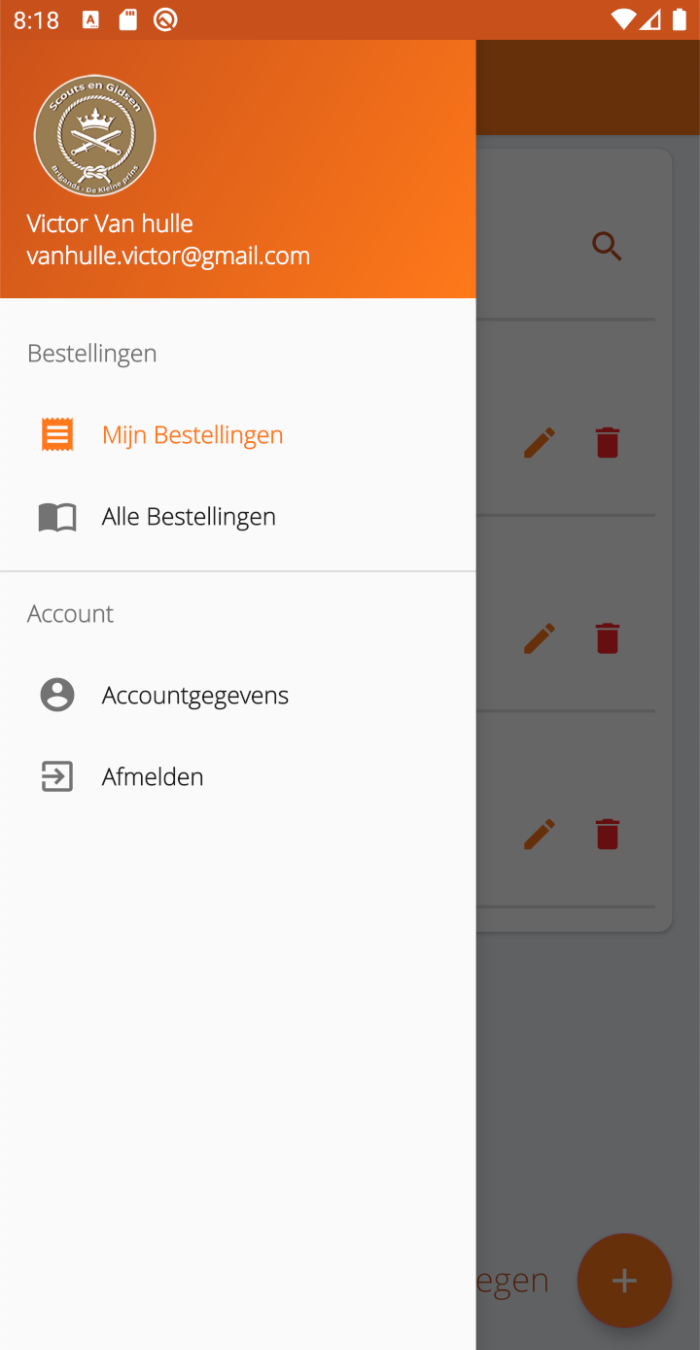 8:18
Scouts en Gidsen
Brigands - De Kleine prins
Victor Van hulle
vanhulle.victor@gmail.com
Bestellingen
Mijn Bestellingen
Alle Bestellingen
Account
Accountgegevens
Afmelden
egen